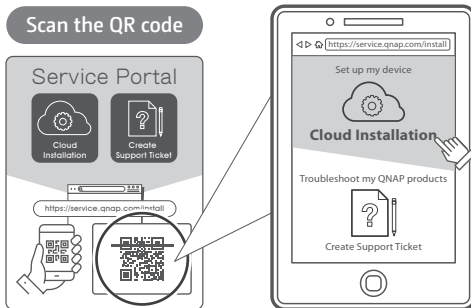 Scan the QR code
Service Portal
Cloud
Installation
Create
Support Ticket
https://service.qnap.com/install
https://service.qnap.com/install
Set up my device
Cloud Installation
Troubleshoot my QNAP products
Create Support Ticket